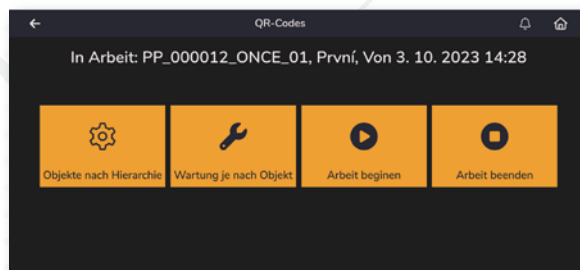 QR-Codes
In Arbeit: PP_000012_ONCE_01, První, Von 3. 10. 2023 14:28
Objekte nach Hierarchie
Wartung je nach Objekt
Arbeit beginen
Arbeit beenden